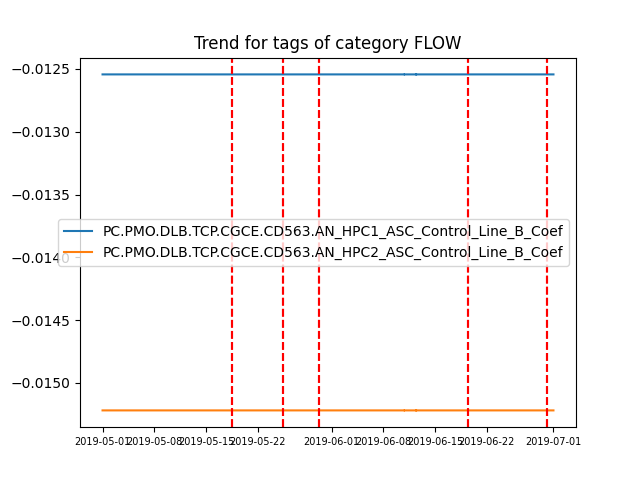 Trend for tags of category FLOW
−0.0125
−0.0130
−0.0135
PC.PMO.DLB.TCP.CGCE.CD563.AN_HPC1_ASC_Control_Line_B_Coef
PC.PMO.DLB.TCP.CGCE.CD563.AN_HPC2_ASC_Control_Line_B_Coef
−0.0140
−0.0145
−0.0150
2019-05-01 2019-05-08 2019-05-15 2019-05-22 2019-06-01 2019-06-08 2019-06-15 2019-06-22 2019-07-01